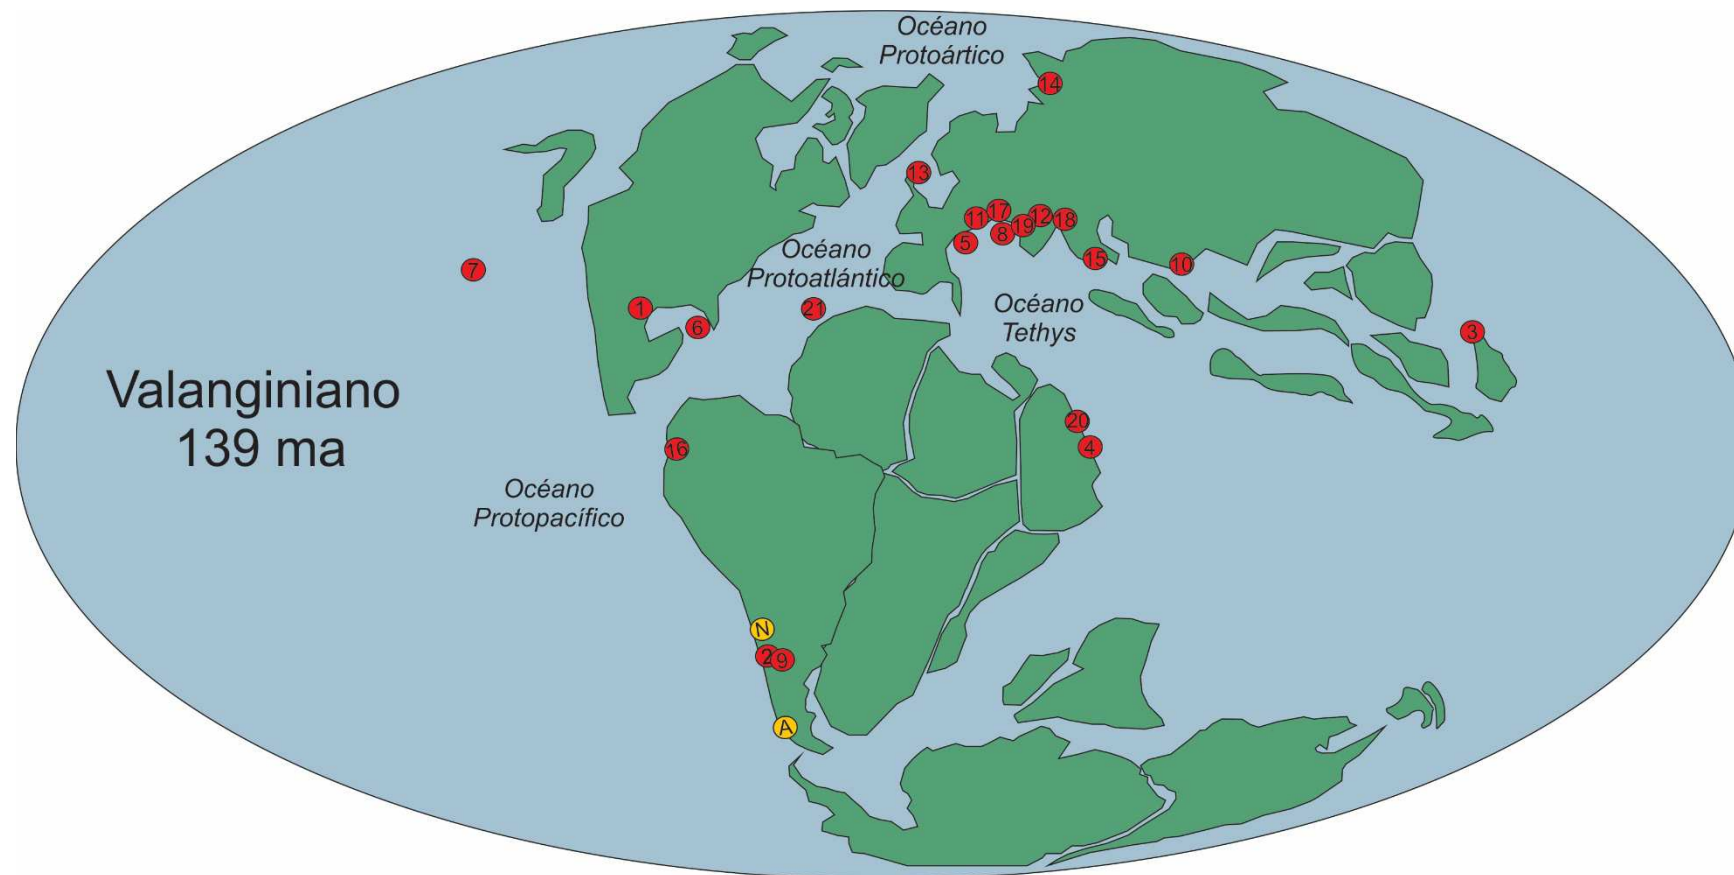 Océano
Protoártico
14
13
11
17
12
18
19
8
5
15
10
Océano
Protoatlántico
7
1
6
21
Océano
Tethys
3
Valanginiano
139 ma
20
4
16
Océano
Protopacífico
N
2
9
A